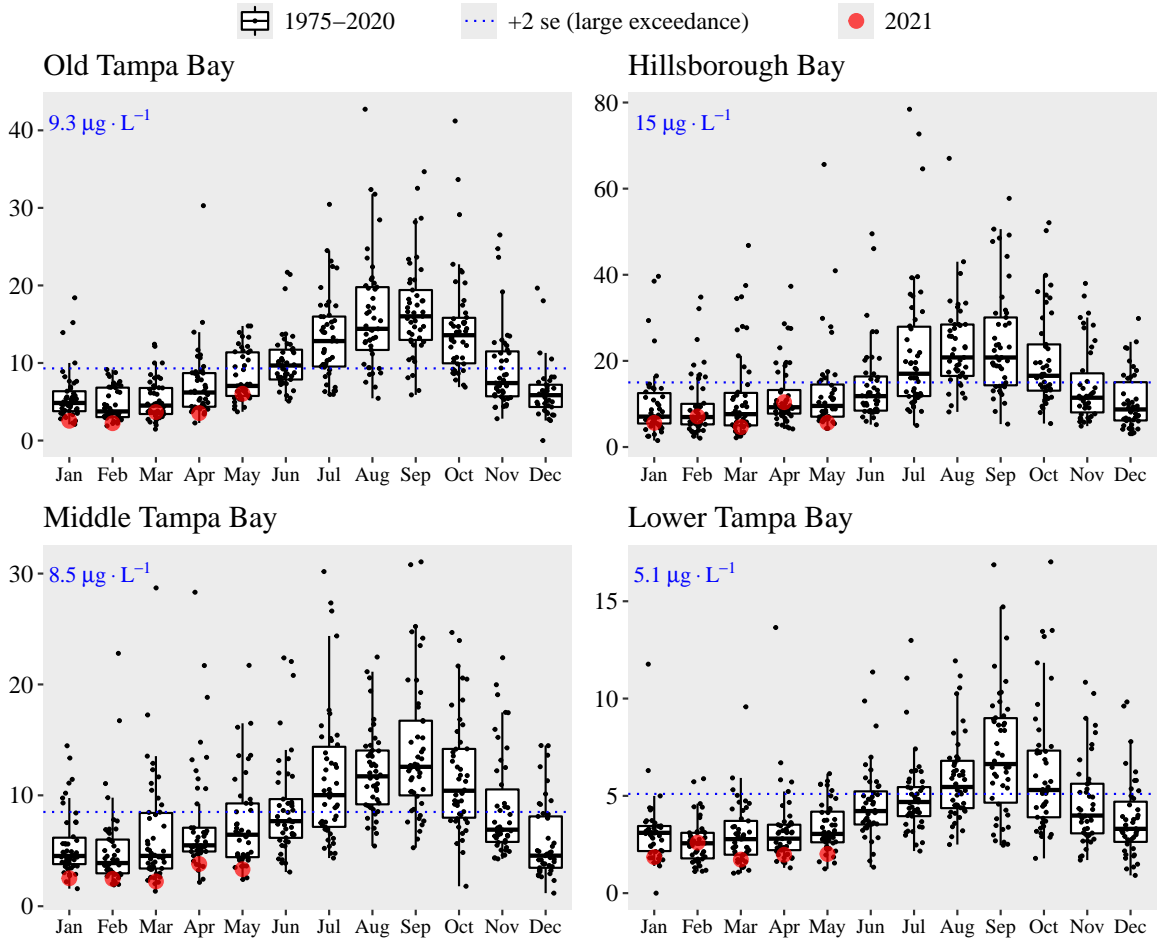 1975−2020 +2 se (large exceedance) 2021
Old Tampa Bay
9.3 μg · L⁻¹
40
30
20
10
0
Jan Feb Mar Apr May Jun Jul Aug Sep Oct Nov Dec
Hillsborough Bay
15 μg · L⁻¹
80
60
40
20
0
Jan Feb Mar Apr May Jun Jul Aug Sep Oct Nov Dec
Middle Tampa Bay
8.5 μg · L⁻¹
30
20
10
0
Jan Feb Mar Apr May Jun Jul Aug Sep Oct Nov Dec
Lower Tampa Bay
5.1 μg · L⁻¹
15
10
5
0
Jan Feb Mar Apr May Jun Jul Aug Sep Oct Nov Dec